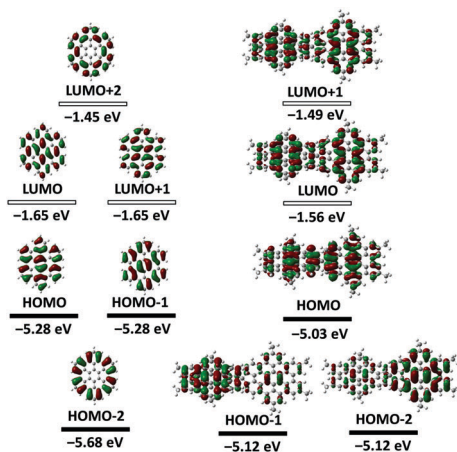 LUMO+2
−1.45 eV
LUMO+1
−1.49 eV
LUMO
−1.65 eV
LUMO+1
−1.65 eV
LUMO
−1.56 eV
HOMO
−5.28 eV
HOMO-1
−5.28 eV
HOMO
−5.03 eV
HOMO-2
−5.68 eV
HOMO-1
−5.12 eV
HOMO-2
−5.12 eV